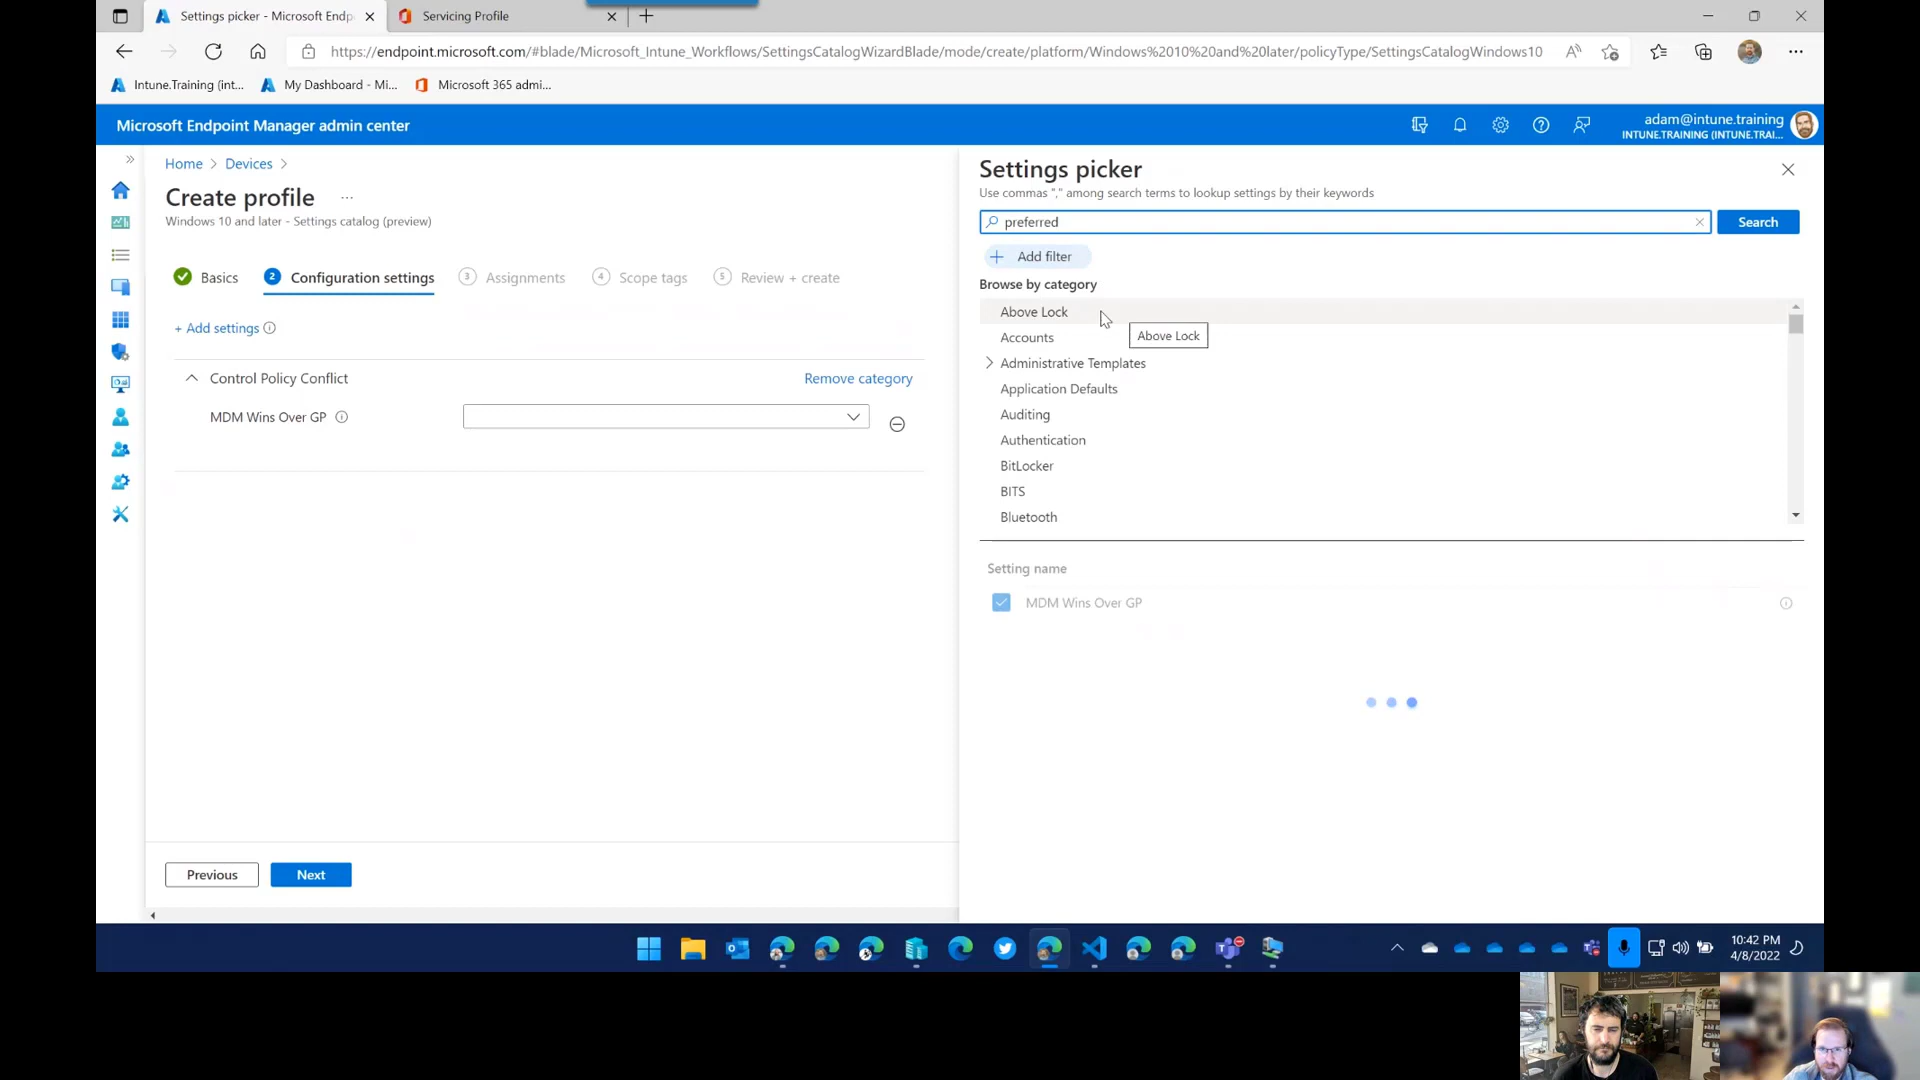 Settings picker - Microsoft Endp
Servicing Profile
https://endpoint.microsoft.com/#blade/Microsoft_Intune_Workflows/SettingsCatalogWizardBlade/mode/create/platform/Windows%2010%20and%20later/policyType/SettingsCatalogWindows10
Intune.Training (int...
My Dashboard - Mi...
Microsoft 365 admi...
Microsoft Endpoint Manager admin center
adam@intune.training
INTUNE.TRAINING (INTUNE.TRAI...
Home > Devices >
Create profile ...
Windows 10 and later - Settings catalog (preview)
Basics
2 Configuration settings
3 Assignments
4 Scope tags
5 Review + create
+ Add settings
Control Policy Conflict
Remove category
MDM Wins Over GP
Previous
Next
Settings picker
Use commas "," among search terms to lookup settings by their keywords
preferred
Search
Add filter
Browse by category
Above Lock
Above Lock
Accounts
Administrative Templates
Application Defaults
Auditing
Authentication
BitLocker
BITS
Bluetooth
Setting name
MDM Wins Over GP
10:42 PM
4/8/2022